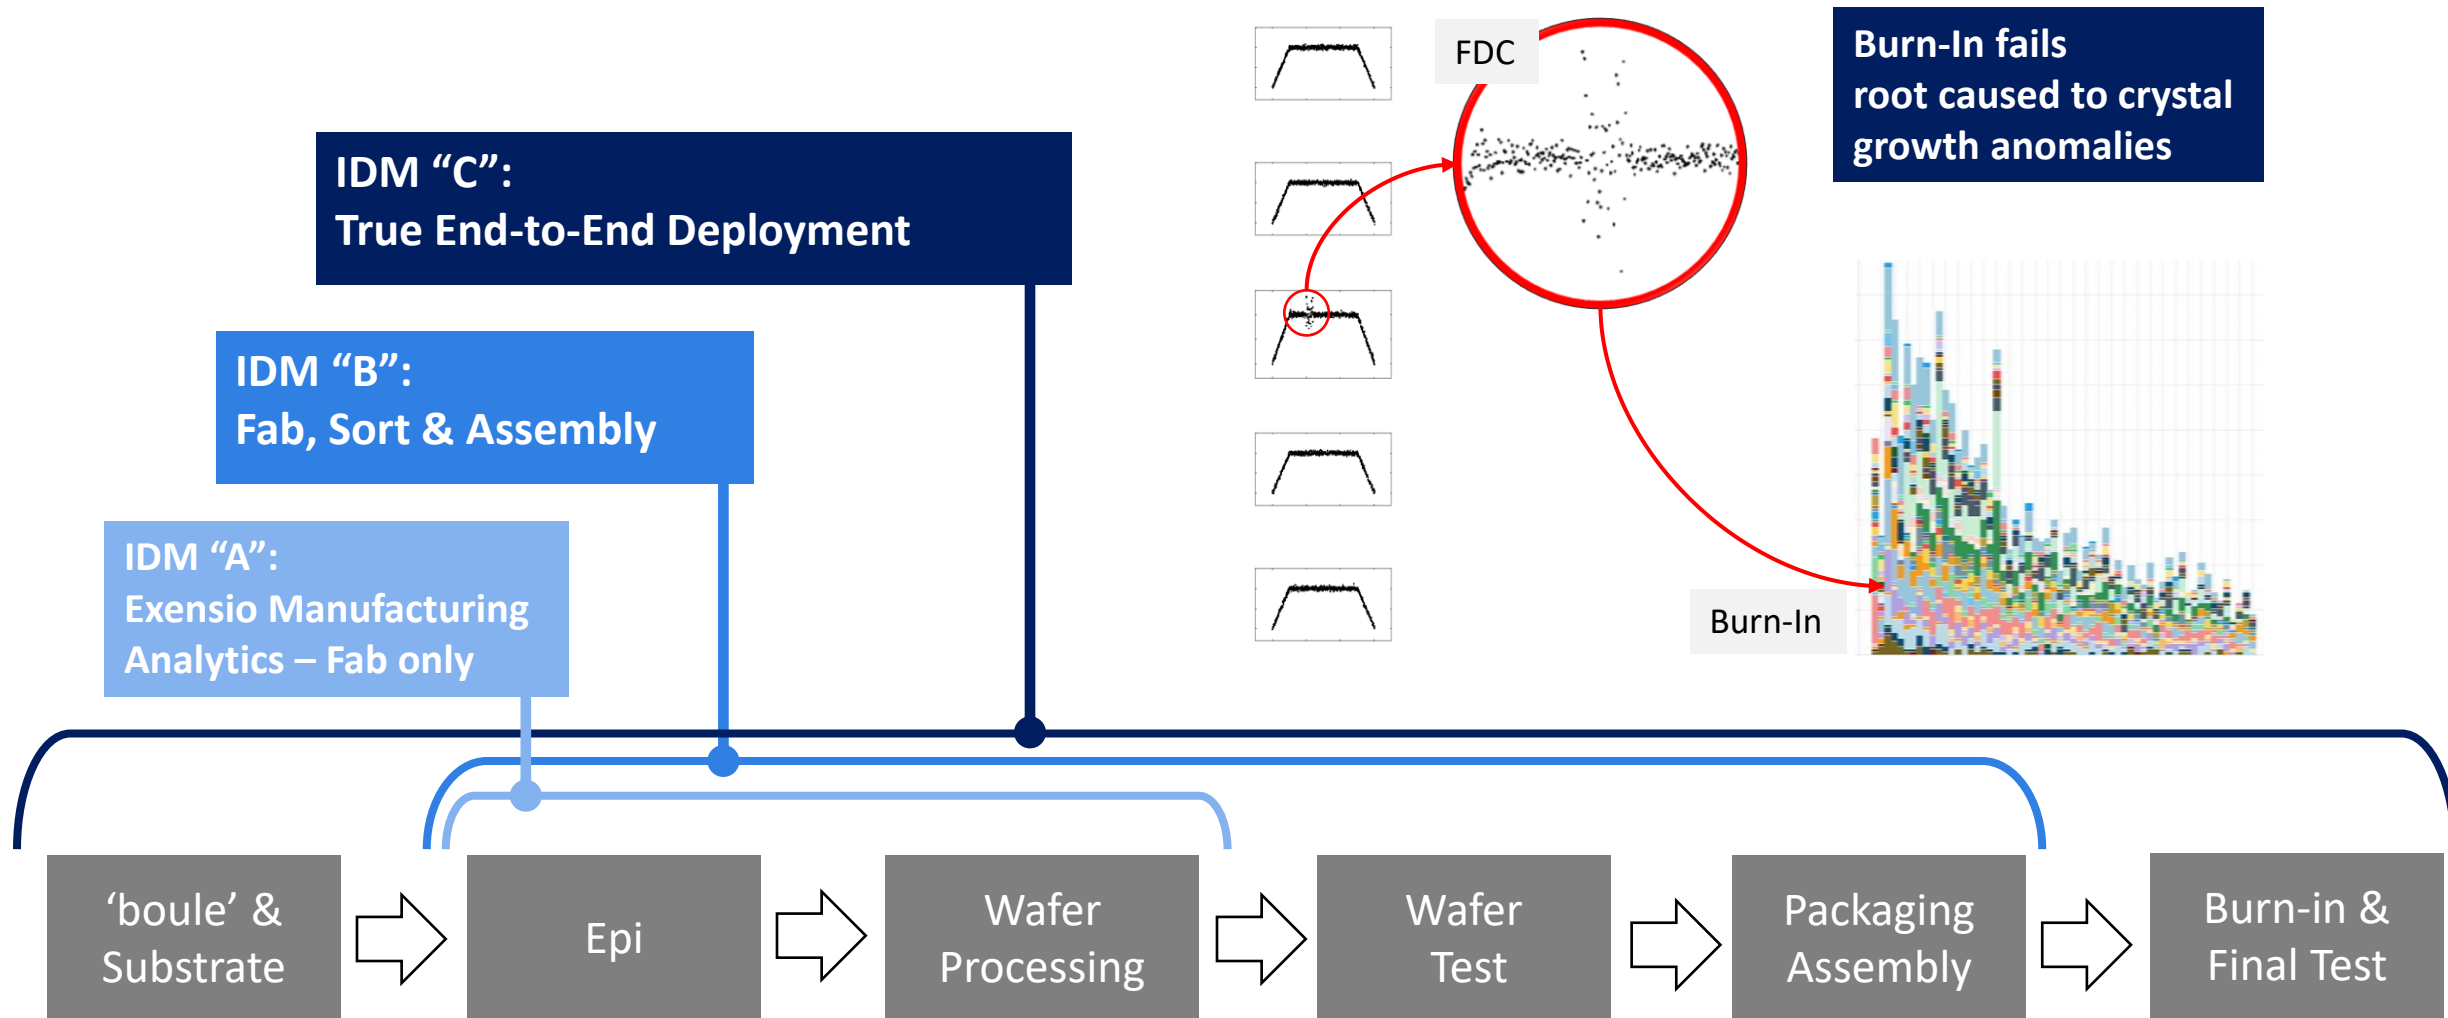 IDM “C”:
True End-to-End Deployment
IDM “B”:
Fab, Sort & Assembly
IDM “A”:
Exensio Manufacturing
Analytics – Fab only
FDC
Burn-In fails
root caused to crystal
growth anomalies
Burn-In
‘boule’ &
Substrate
Epi
Wafer
Processing
Wafer
Test
Packaging
Assembly
Burn-in &
Final Test